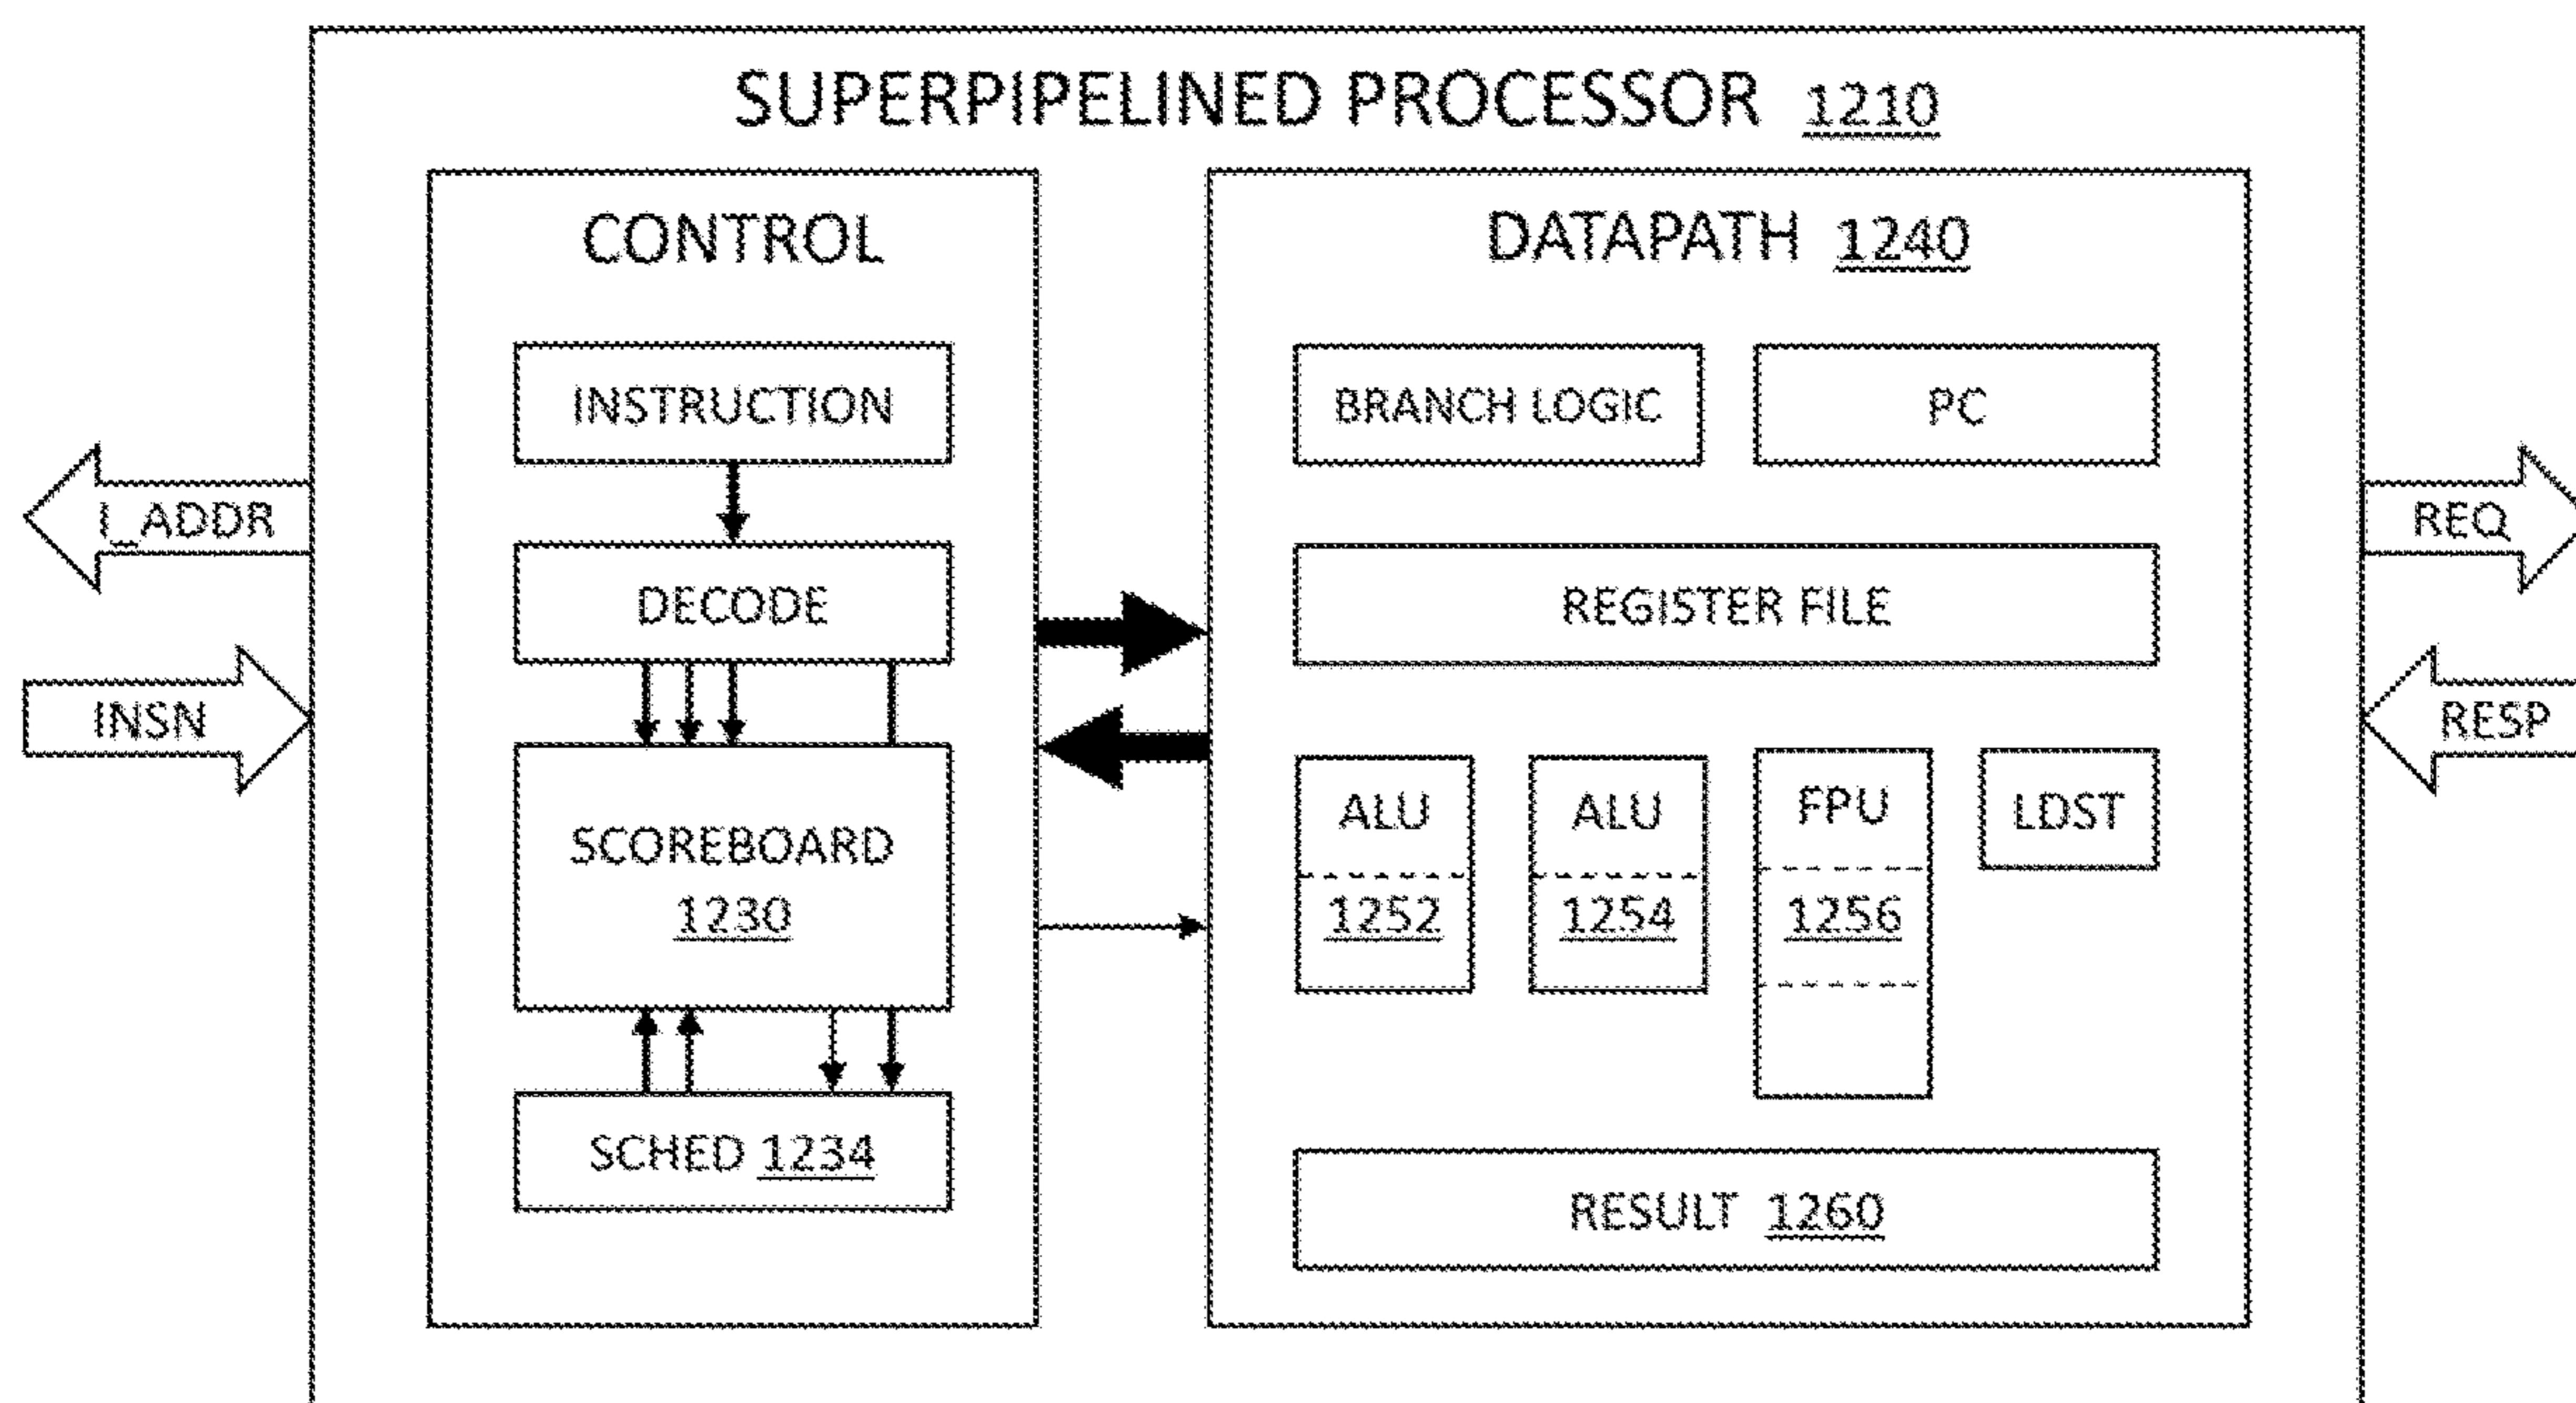 SUPERPIPELINED PROCESSOR 1210
CONTROL
INSTRUCTION
DECODE
SCOREBOARD
1230
SCHED 1234
DATAPATH 1240
BRANCH LOGIC
PC
REGISTER FILE
ALU
1252
ALU
1254
FPU
1256
LDST
RESULT 1260
I_ADDR
INSN
REQ
RESP